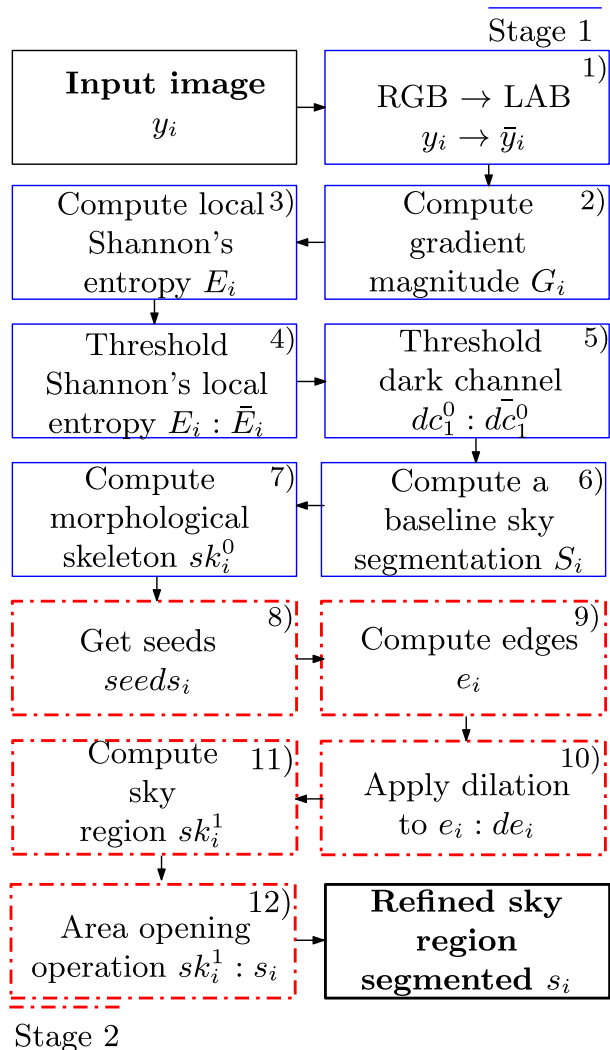 Stage 1
Input image
y_i
1)
RGB → LAB
y_i → ȳ_i
3)
Compute local
Shannon's
entropy E_i
2)
Compute
gradient
magnitude G_i
4)
Threshold
Shannon's local
entropy E_i : Ē_i
5)
Threshold
dark channel
dc_1^0 : \bar{dc}_1^0
7)
Compute
morphological
skeleton sk_i^0
6)
Compute a
baseline sky
segmentation S_i
8)
Get seeds
seeds_i
9)
Compute edges
e_i
11)
Compute
sky
region sk_i^1
10)
Apply dilation
to e_i : de_i
12)
Area opening
operation sk_i^1 : s_i
Refined sky
region
segmented s_i
Stage 2